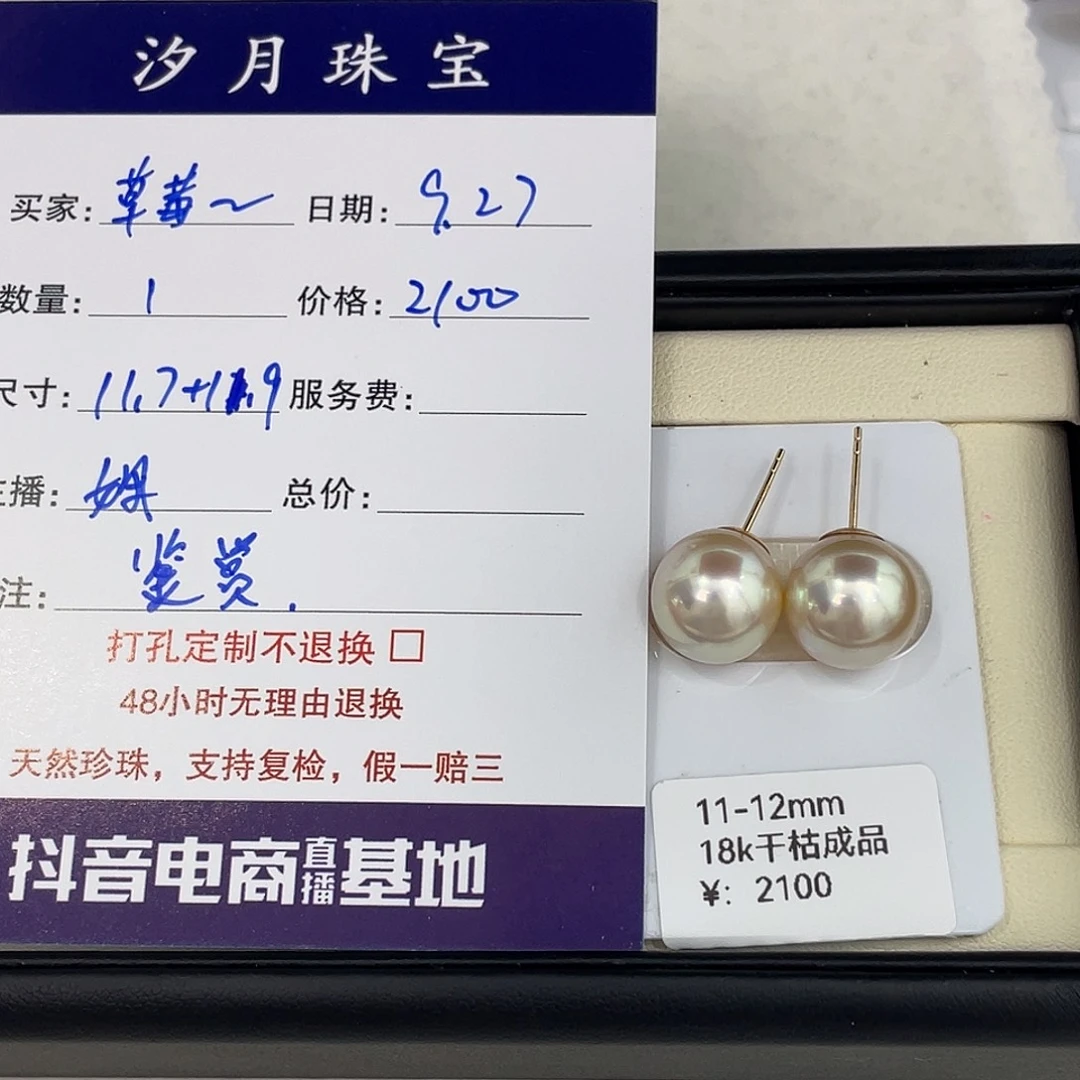 汐月珠宝
买家: 草莓~ 日期: 9.27
数量: 1 价格: 2100
尺寸: 11.7+11.9 服务费:
主播: 总价:
注: 鉴赏.
打孔定制不退换 □
48小时无理由退换
天然珍珠，支持复检，假一赔三
抖音电商直播基地
11-12mm
18k干枯成品
¥: 2100